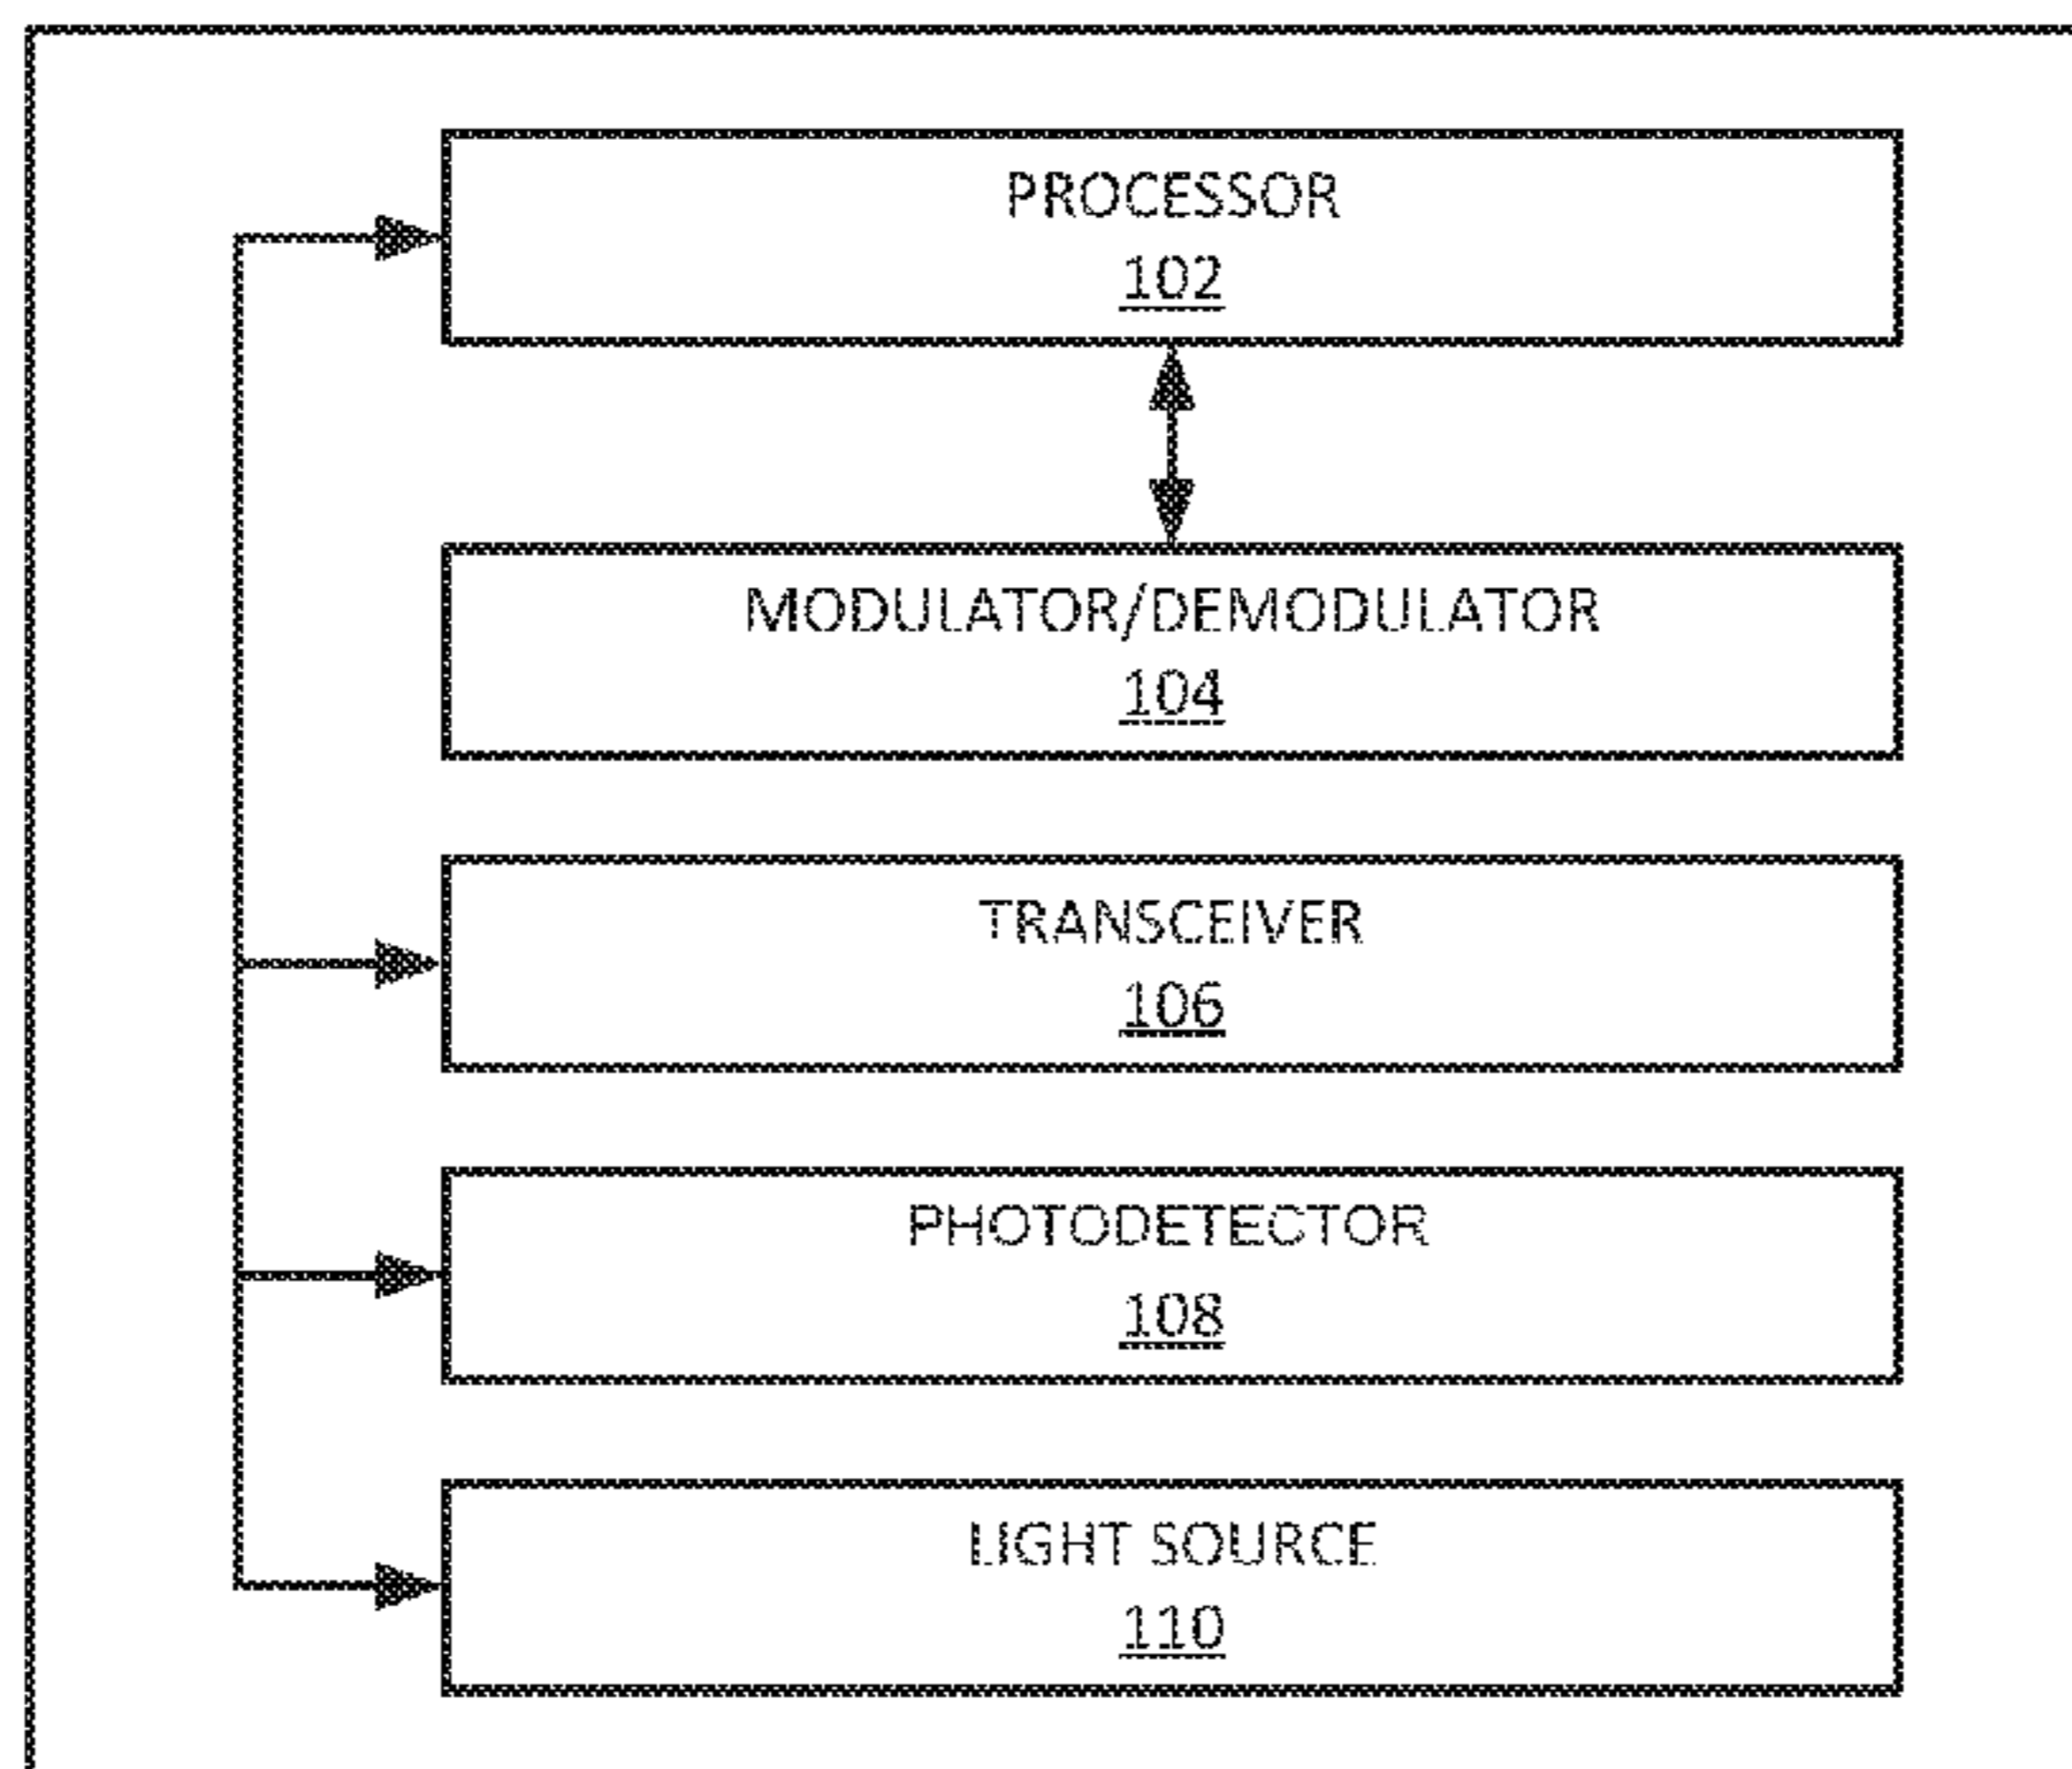 PROCESSOR
102
MODULATOR/DEMODULATOR
104
TRANSCEIVER
106
PHOTODETECTOR
108
LIGHT SOURCE
110